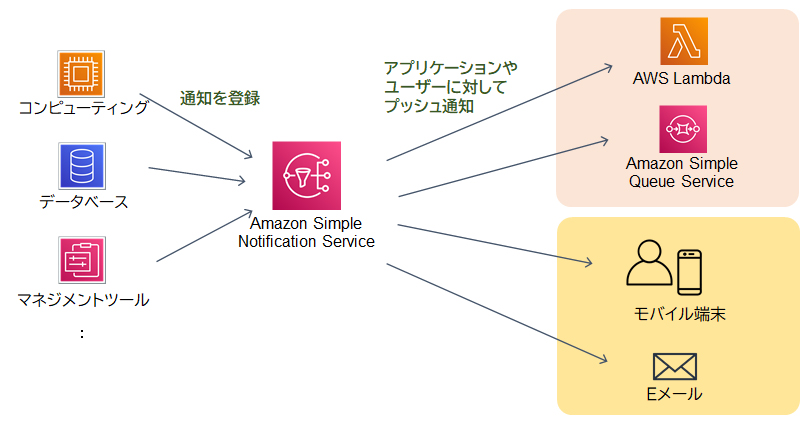 コンピューティング
データベース
マネジメントツール
:
通知を登録
Amazon Simple
Notification Service
アプリケーションや
ユーザーに対して
プッシュ通知
AWS Lambda
Amazon Simple
Queue Service
モバイル端末
Eメール